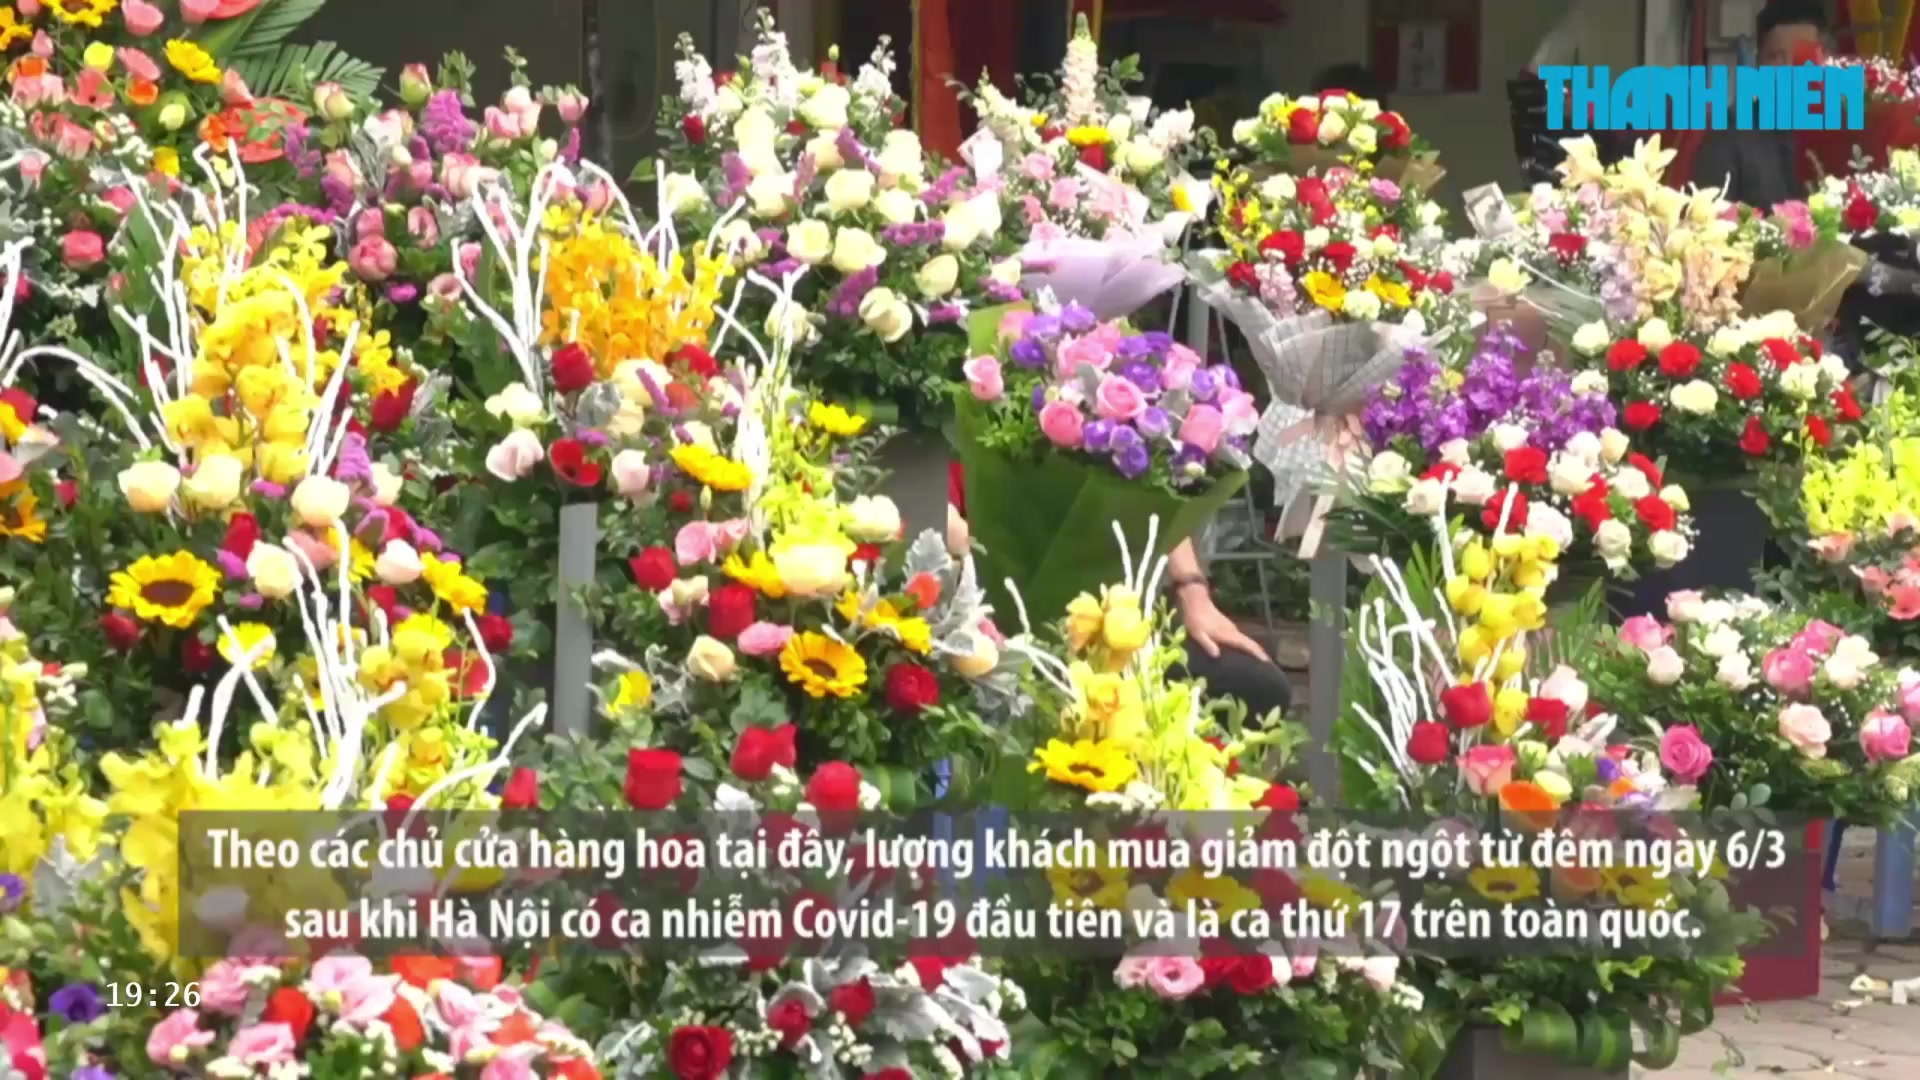 THANH NIÊN
Theo các chủ cửa hàng hoa tại đây, lượng khách mua giảm đột ngột từ đêm ngày 6/3
sau khi Hà Nội có ca nhiễm Covid-19 đầu tiên và là ca thứ 17 trên toàn quốc.
19:26